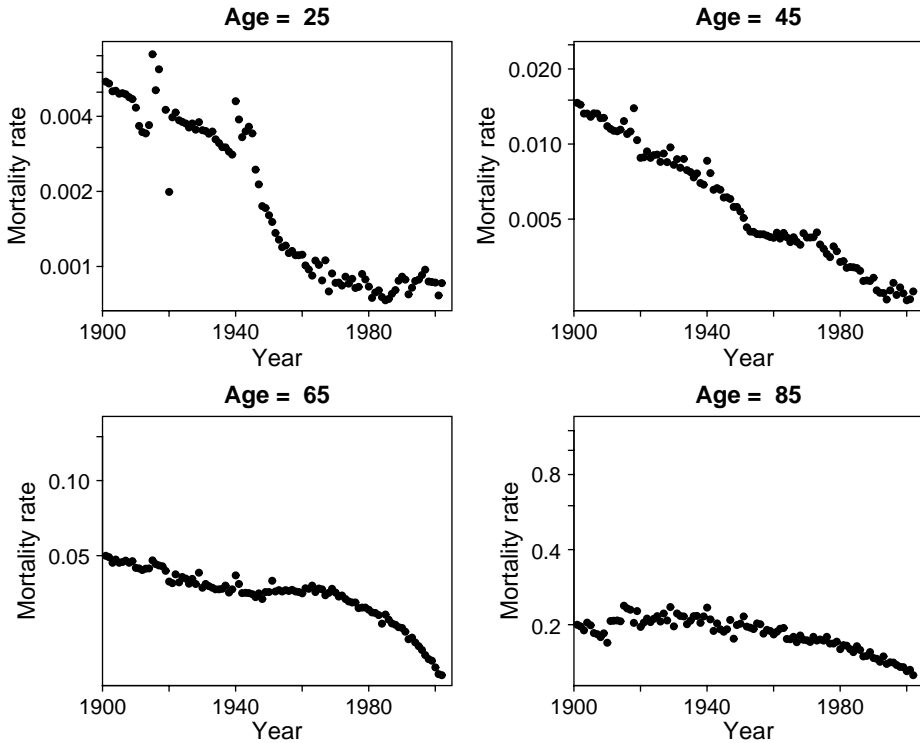 Age = 25
Mortality rate
0.004
0.002
0.001
1900 1940 1980
Year
Age = 45
Mortality rate
0.020
0.010
0.005
1900 1940 1980
Year
Age = 65
Mortality rate
0.10
0.05
1900 1940 1980
Year
Age = 85
Mortality rate
0.8
0.4
0.2
1900 1940 1980
Year